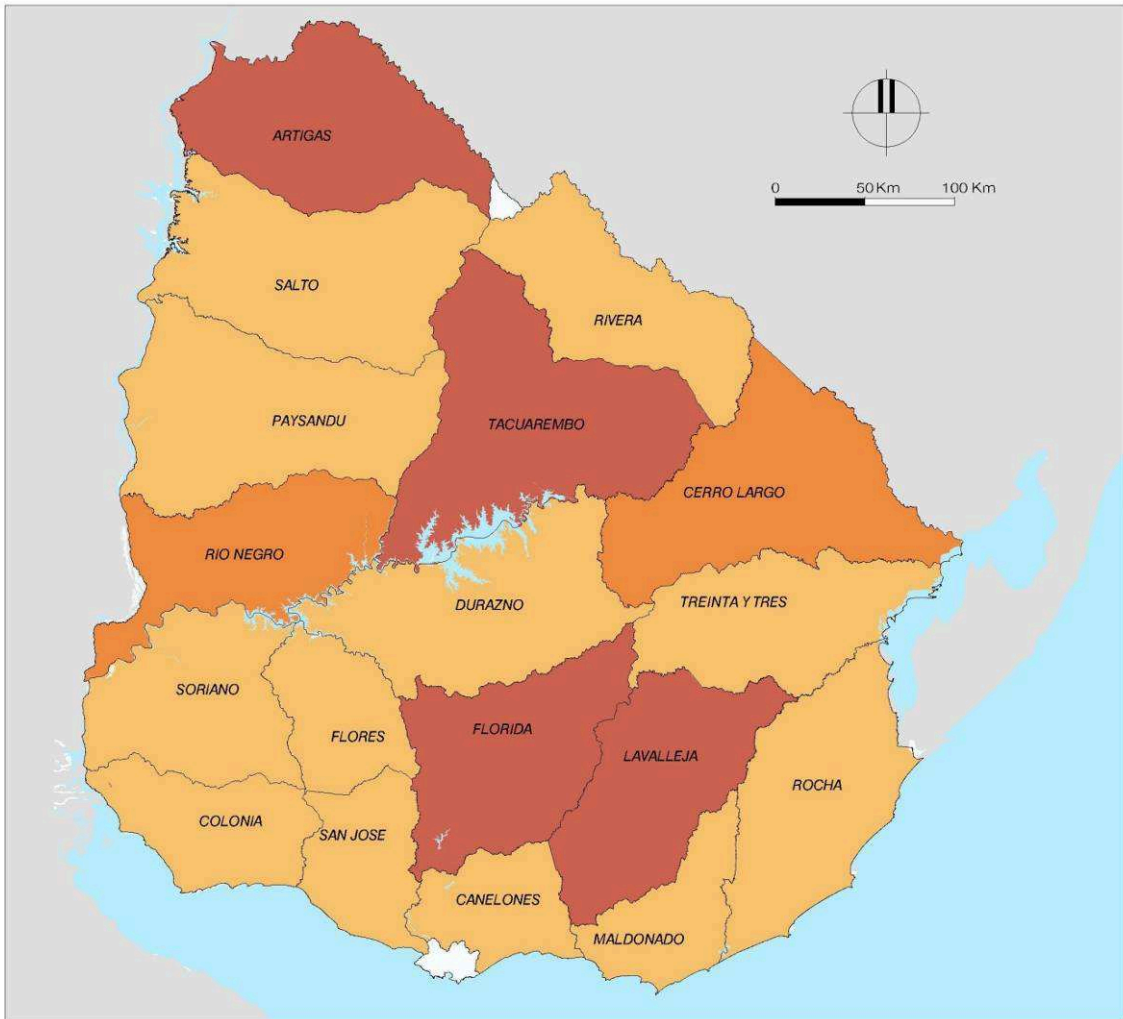 ARTIGAS
0 50 Km 100 Km
SALTO
RIVERA
PAYSANDU
TACUAREMBO
CERRO LARGO
RIO NEGRO
DURAZNO
TREINTA Y TRES
SORIANO
FLORES
FLORIDA
LAVALLEJA
ROCHA
COLONIA
SAN JOSE
CANELONES
MALDONADO